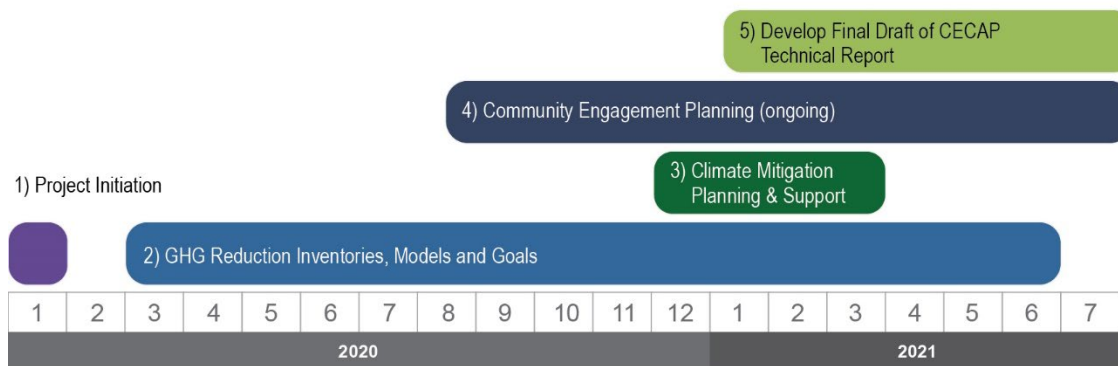 5) Develop Final Draft of CECAP
Technical Report
4) Community Engagement Planning (ongoing)
3) Climate Mitigation
Planning & Support
1) Project Initiation
2) GHG Reduction Inventories, Models and Goals
1 2 3 4 5 6 7 8 9 10 11 12 1 2 3 4 5 6 7
2020 2021